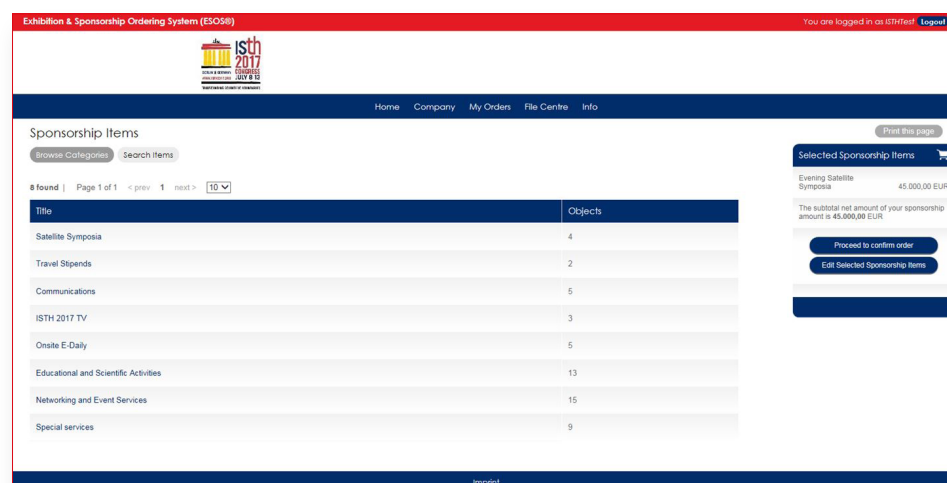 Exhibition & Sponsorship Ordering System (ESOS®)
You are logged in as ISTHTest Logout
isth
2017
CONGRESS
JULY 8-13
Home Company My Orders File Centre Info
Sponsorship Items
Print this page
Browse Categories Search Items
Selected Sponsorship Items
Evening Satellite
Symposia 45.000,00 EUR
8 found | Page 1 of 1 < prev 1 next > 10
The subtotal net amount of your sponsorship
amount is 45.000,00 EUR
Title Objects
Satellite Symposia 4
Proceed to confirm order
Travel Stipends 2
Edit Selected Sponsorship Items
Communications 5
ISTH 2017 TV 3
Onsite E-Daily 5
Educational and Scientific Activities 13
Networking and Event Services 15
Special services 9
Imprint